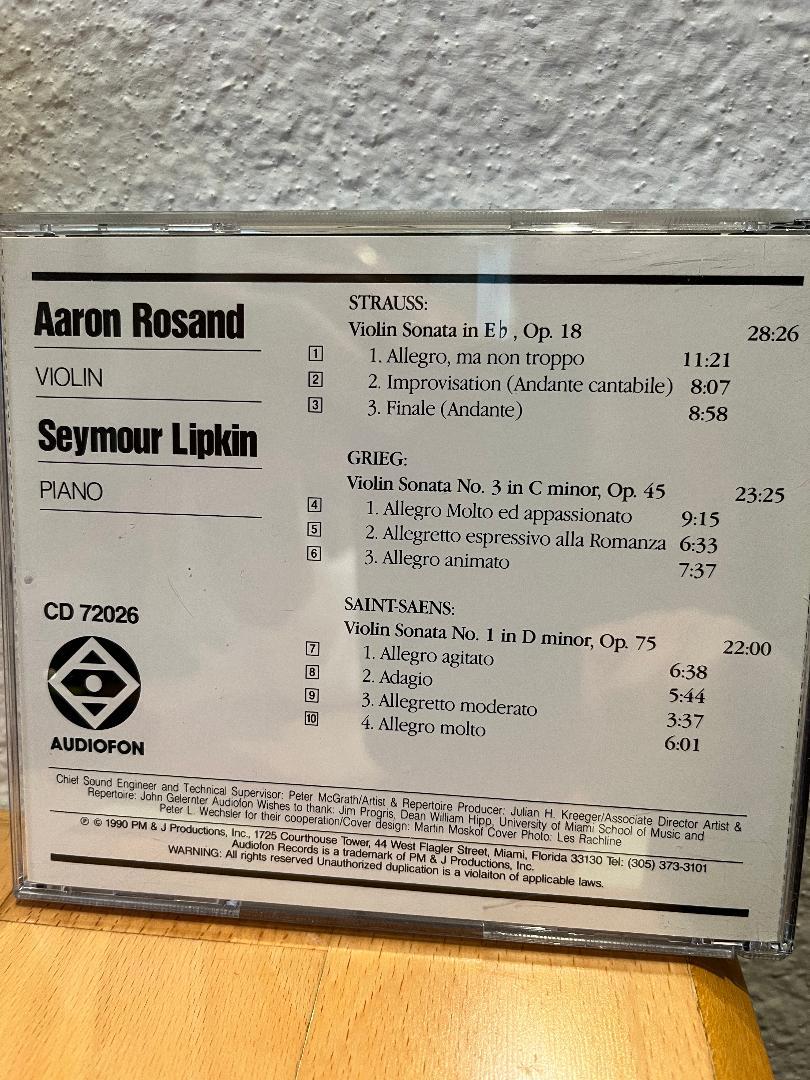 Aaron Rosand
VIOLIN
Seymour Lipkin
PIANO
CD 72026
AUDIOFON
STRAUSS:
Violin Sonata in E♭, Op. 18 28:26
1 1. Allegro, ma non troppo 11:21
2 2. Improvisation (Andante cantabile) 8:07
3 3. Finale (Andante) 8:58
GRIEG:
Violin Sonata No. 3 in C minor, Op. 45 23:25
4 1. Allegro Molto ed appassionato 9:15
5 2. Allegretto espressivo alla Romanza 6:33
6 3. Allegro animato 7:37
SAINT-SAENS:
Violin Sonata No. 1 in D minor, Op. 75 22:00
7 1. Allegro agitato 6:38
8 2. Adagio 5:44
9 3. Allegretto moderato 3:37
10 4. Allegro molto 6:01
Chief Sound Engineer and Technical Supervisor: Peter McGrath/Artist & Repertoire Producer: Julian H. Kreeger/Associate Director Artist &
Repertoire: John Gelernter Audiofon Wishes to thank: Jim Progris, Dean William Hipp, University of Miami School of Music and
Peter L. Wechsler for their cooperation/Cover design: Martin Moskof Cover Photo: Les Rachline
℗ © 1990 PM & J Productions, Inc., 1725 Courthouse Tower, 44 West Flagler Street, Miami, Florida 33130 Tel: (305) 373-3101
Audiofon Records is a trademark of PM & J Productions, Inc.
WARNING: All rights reserved Unauthorized duplication is a violaiton of applicable laws.